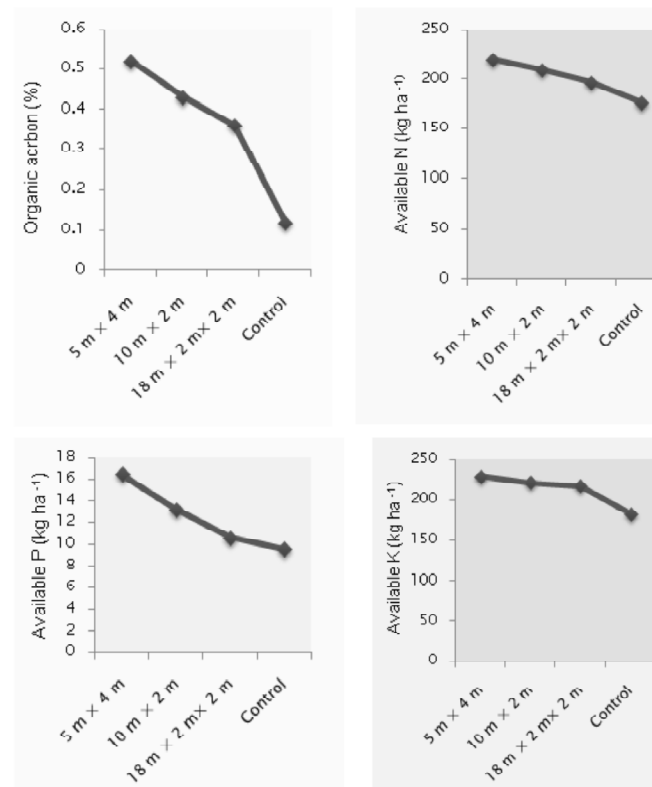 Organic acrbon (%)
0.6
0.5
0.4
0.3
0.2
0.1
0
5 m × 4 m
10 m × 2 m
18 m × 2 m× 2 m
Control
Available N (kg ha -1)
250
200
150
100
50
0
5 m × 4 m
10 m × 2 m
18 m × 2 m× 2 m
Control
Available P (kg ha -1)
18
16
14
12
10
8
6
4
2
0
5 m × 4 m
10 m × 2 m
18 m × 2 m× 2 m
Control
Available K (kg ha -1)
250
200
150
100
50
0
5 m × 4 m
10 m × 2 m
18 m × 2 m× 2 m
Control